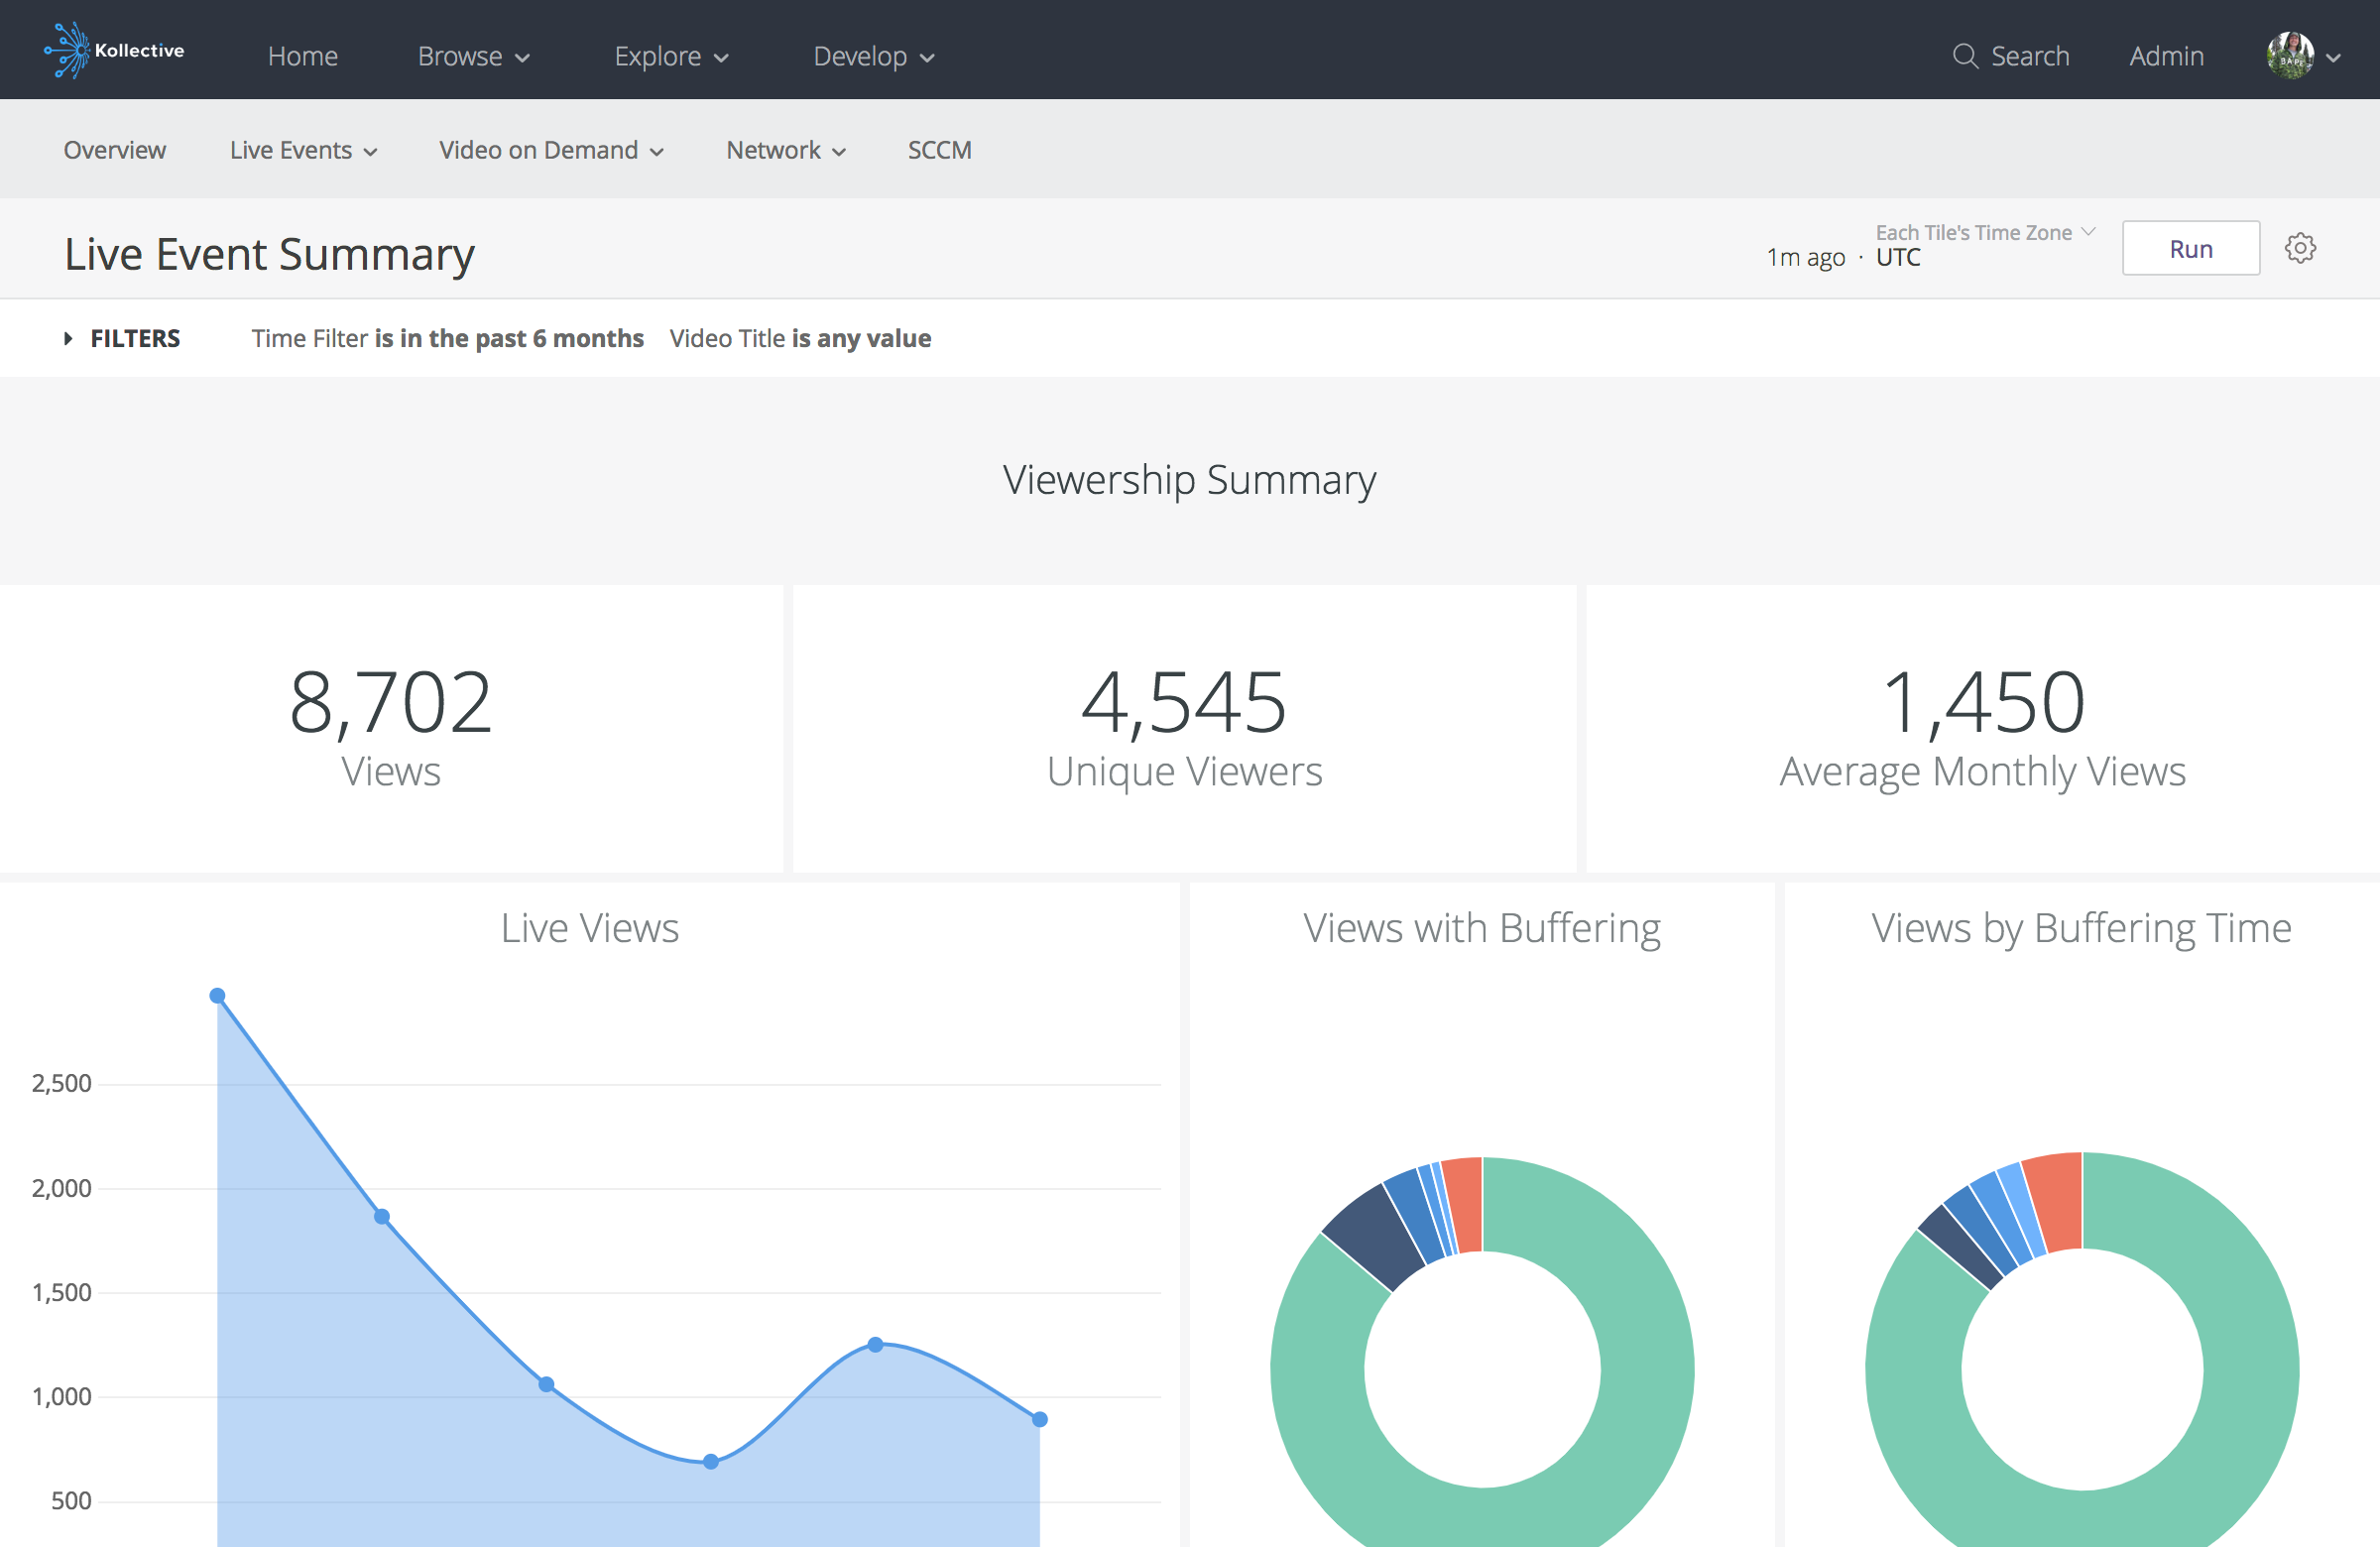 Kollective
Home
Browse
Explore
Develop
Search
Admin
Overview
Live Events
Video on Demand
Network
SCCM
Live Event Summary
1m ago ·
Each Tile's Time Zone
UTC
Run
FILTERS
Time Filter is in the past 6 months
Video Title is any value
Viewership Summary
8,702
Views
4,545
Unique Viewers
1,450
Average Monthly Views
Live Views
2,500
2,000
1,500
1,000
500
Views with Buffering
Views by Buffering Time